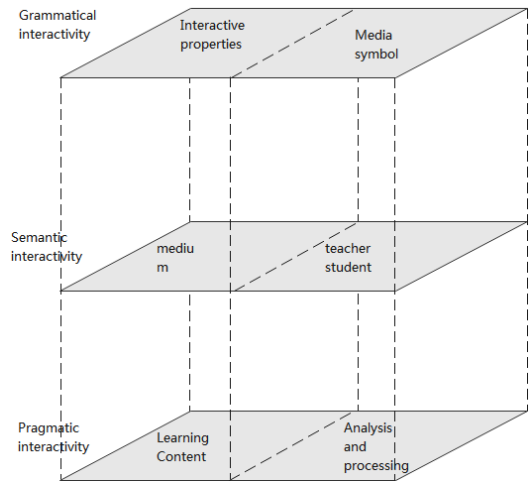 Grammatical
interactivity
Interactive
properties
Media
symbol
Semantic
interactivity
mediu
m
teacher
student
Pragmatic
interactivity
Learning
Content
Analysis
and
processing